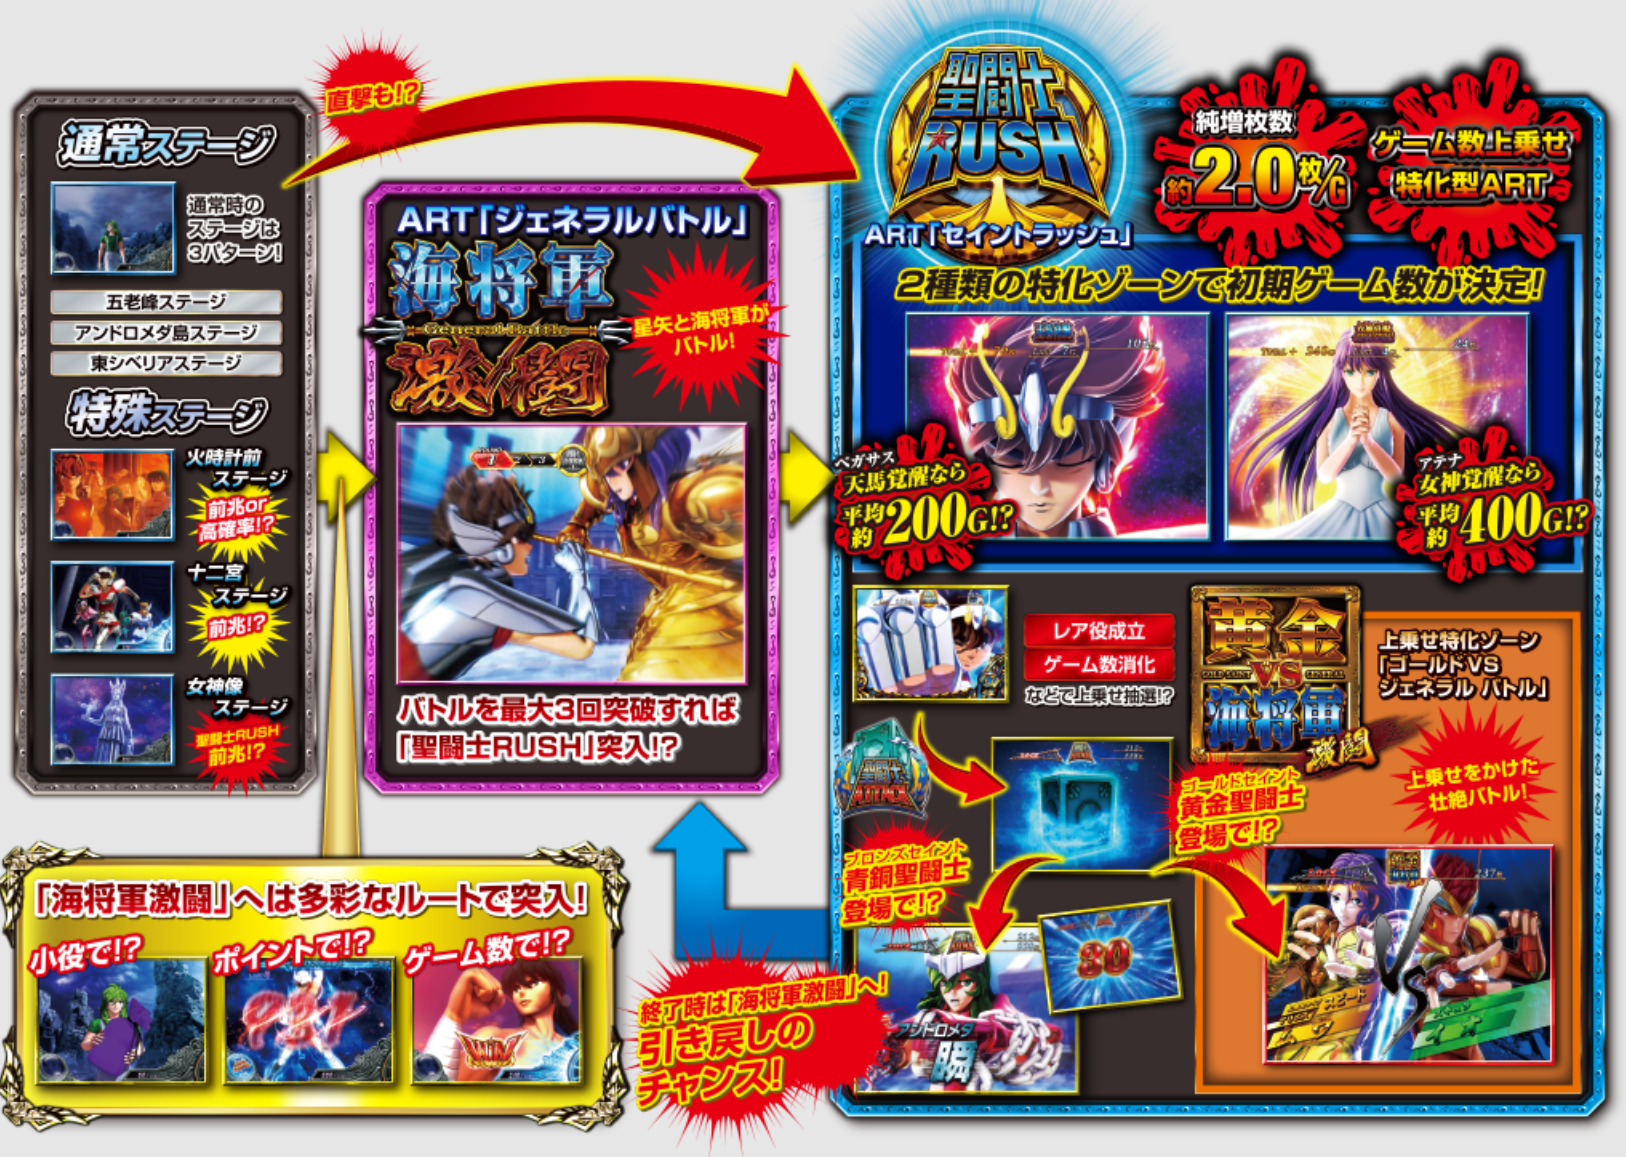 直撃も!?
通常ステージ
通常時の
ステージは
3パターン!
五老峰ステージ
アンドロメダ島ステージ
東シベリアステージ
特殊ステージ
火時計前
ステージ
前兆or
高確率!?
十二宮
ステージ
前兆!?
女神像
ステージ
聖闘士RUSH
前兆!?
ART「ジェネラルバトル」
海将軍
General Battle
激闘
星矢と海将軍が
バトル!
バトルを最大3回突破すれば
「聖闘士RUSH」突入!?
「海将軍激闘」へは多彩なルートで突入!
小役で!?
ポイントで!?
ゲーム数で!?
WIN
終了時は「海将軍激闘」へ!
引き戻しの
チャンス!
聖闘士
RUSH
ART「セイントラッシュ」
純増枚数
約2.0枚/G
ゲーム数上乗せ
特化型ART
2種類の特化ゾーンで初期ゲーム数が決定!
ペガサス
天馬覚醒なら
平均
約200G!?
アテナ
女神覚醒なら
平均
約400G!?
レア役成立
ゲーム数消化
などで上乗せ抽選!?
聖闘士
ATTACK
ブロンズセイント
青銅聖闘士
登場で!?
アンドロメダ
瞬
30
ゴールドセイント
黄金聖闘士
登場で!?
黄金
GOLD SAINT VS GENERAL
海将軍
激闘
上乗せ特化ゾーン
「ゴールドVS
ジェネラル バトル」
上乗せをかけた
壮絶バトル!
スピード
ムウ
VS